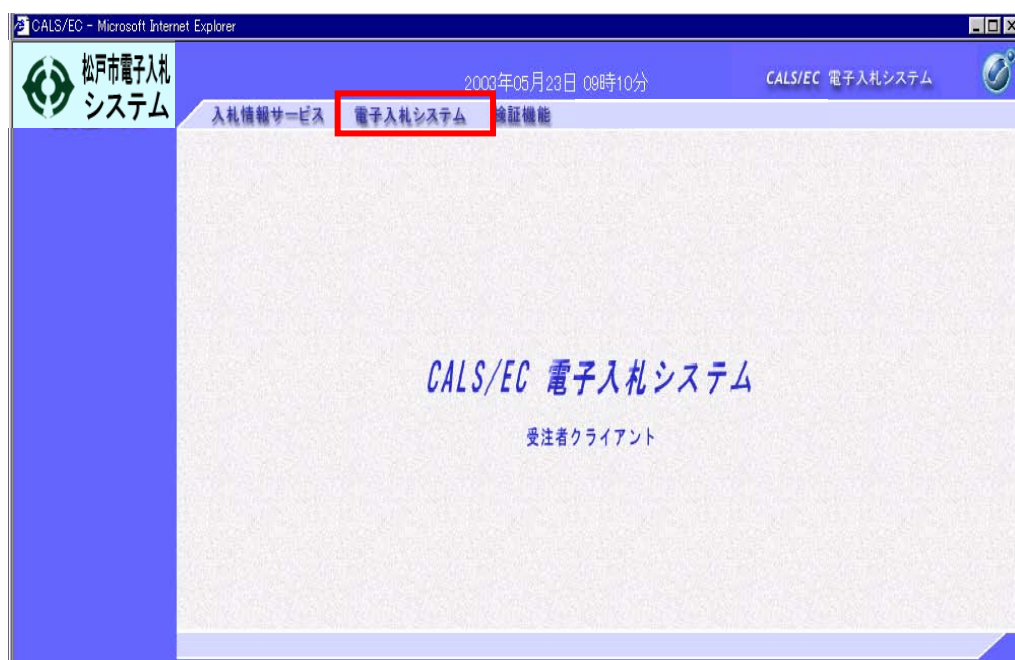 CALS/EC - Microsoft Internet Explorer
松戸市電子入札
システム
2003年05月23日 09時10分
CALS/EC 電子入札システム
入札情報サービス 電子入札システム 検証機能
CALS/EC 電子入札システム
受注者クライアント